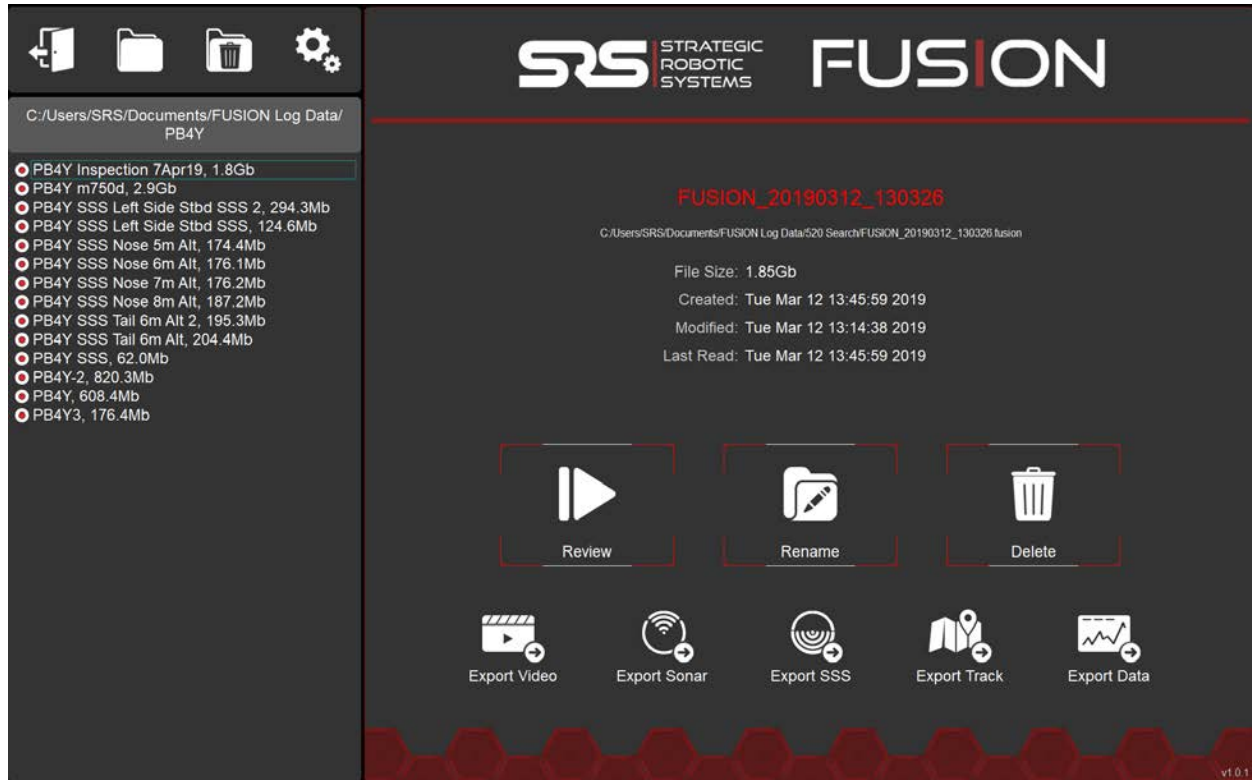 C:/Users/SRS/Documents/FUSION Log Data/
PB4Y
PB4Y Inspection 7Apr19, 1.8Gb
PB4Y m750d, 2.9Gb
PB4Y SSS Left Side Stbd SSS 2, 294.3Mb
PB4Y SSS Left Side Stbd SSS, 124.6Mb
PB4Y SSS Nose 5m Alt, 174.4Mb
PB4Y SSS Nose 6m Alt, 176.1Mb
PB4Y SSS Nose 7m Alt, 176.2Mb
PB4Y SSS Nose 8m Alt, 187.2Mb
PB4Y SSS Tail 6m Alt 2, 195.3Mb
PB4Y SSS Tail 6m Alt, 204.4Mb
PB4Y SSS, 62.0Mb
PB4Y-2, 820.3Mb
PB4Y, 608.4Mb
PB4Y3, 176.4Mb
SRS
STRATEGIC
ROBOTIC
SYSTEMS
FUSION
FUSION_20190312_130326
C:/Users/SRS/Documents/FUSION Log Data/520 Search/FUSION_20190312_130326.fusion
File Size: 1.85Gb
Created: Tue Mar 12 13:45:59 2019
Modified: Tue Mar 12 13:14:38 2019
Last Read: Tue Mar 12 13:45:59 2019
Review
Rename
Delete
Export Video
Export Sonar
Export SSS
Export Track
Export Data
v1.0.1